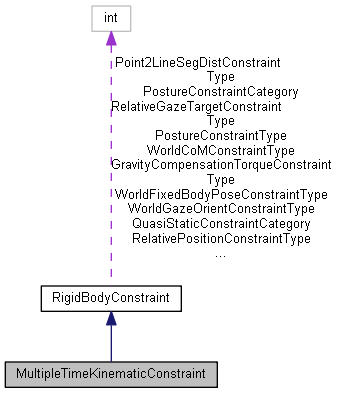 int
Point2LineSegDistConstraint
Type
PostureConstraintCategory
RelativeGazeTargetConstraint
Type
PostureConstraintType
WorldCoMConstraintType
GravityCompensationTorqueConstraint
Type
WorldFixedBodyPoseConstraintType
WorldGazeOrientConstraintType
QuasiStaticConstraintCategory
RelativePositionConstraintType
...
RigidBodyConstraint
MultipleTimeKinematicConstraint